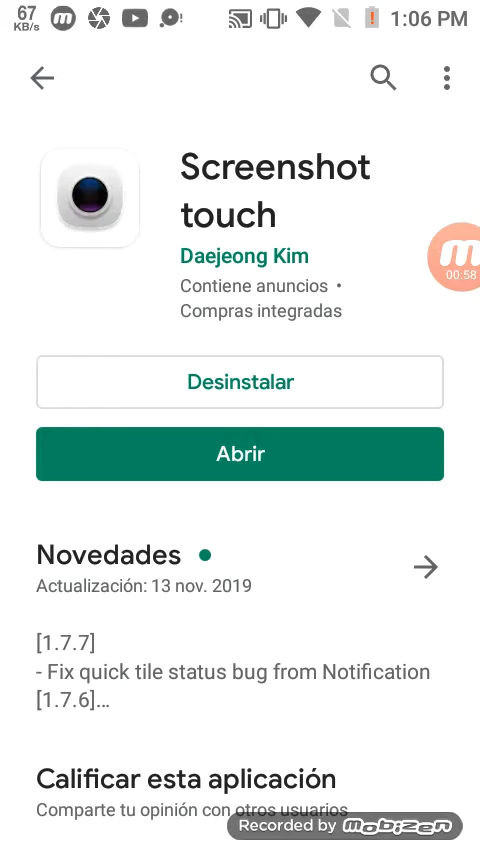 67
KB/s
1:06 PM
Screenshot
touch
Daejeong Kim
Contiene anuncios •
Compras integradas
00:58
Desinstalar
Abrir
Novedades
Actualización: 13 nov. 2019
[1.7.7]
- Fix quick tile status bug from Notification
[1.7.6]...
Calificar esta aplicación
Comparte tu opinión con otros usuarios
Recorded by mobizen